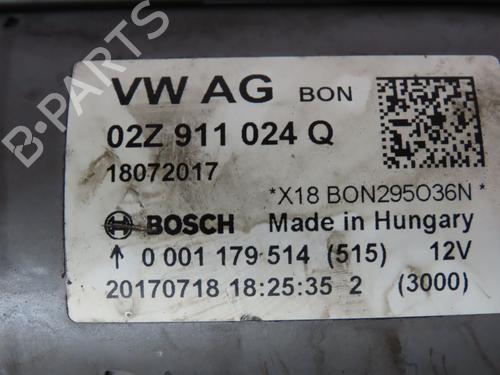 VW AG BON
02Z 911 024 Q
18072017
*X18 BON295O36N*
BOSCH Made in Hungary
↑ 0 001 179 514 (515) 12V
20170718 18:25:35 2 (3000)
B-PARTS